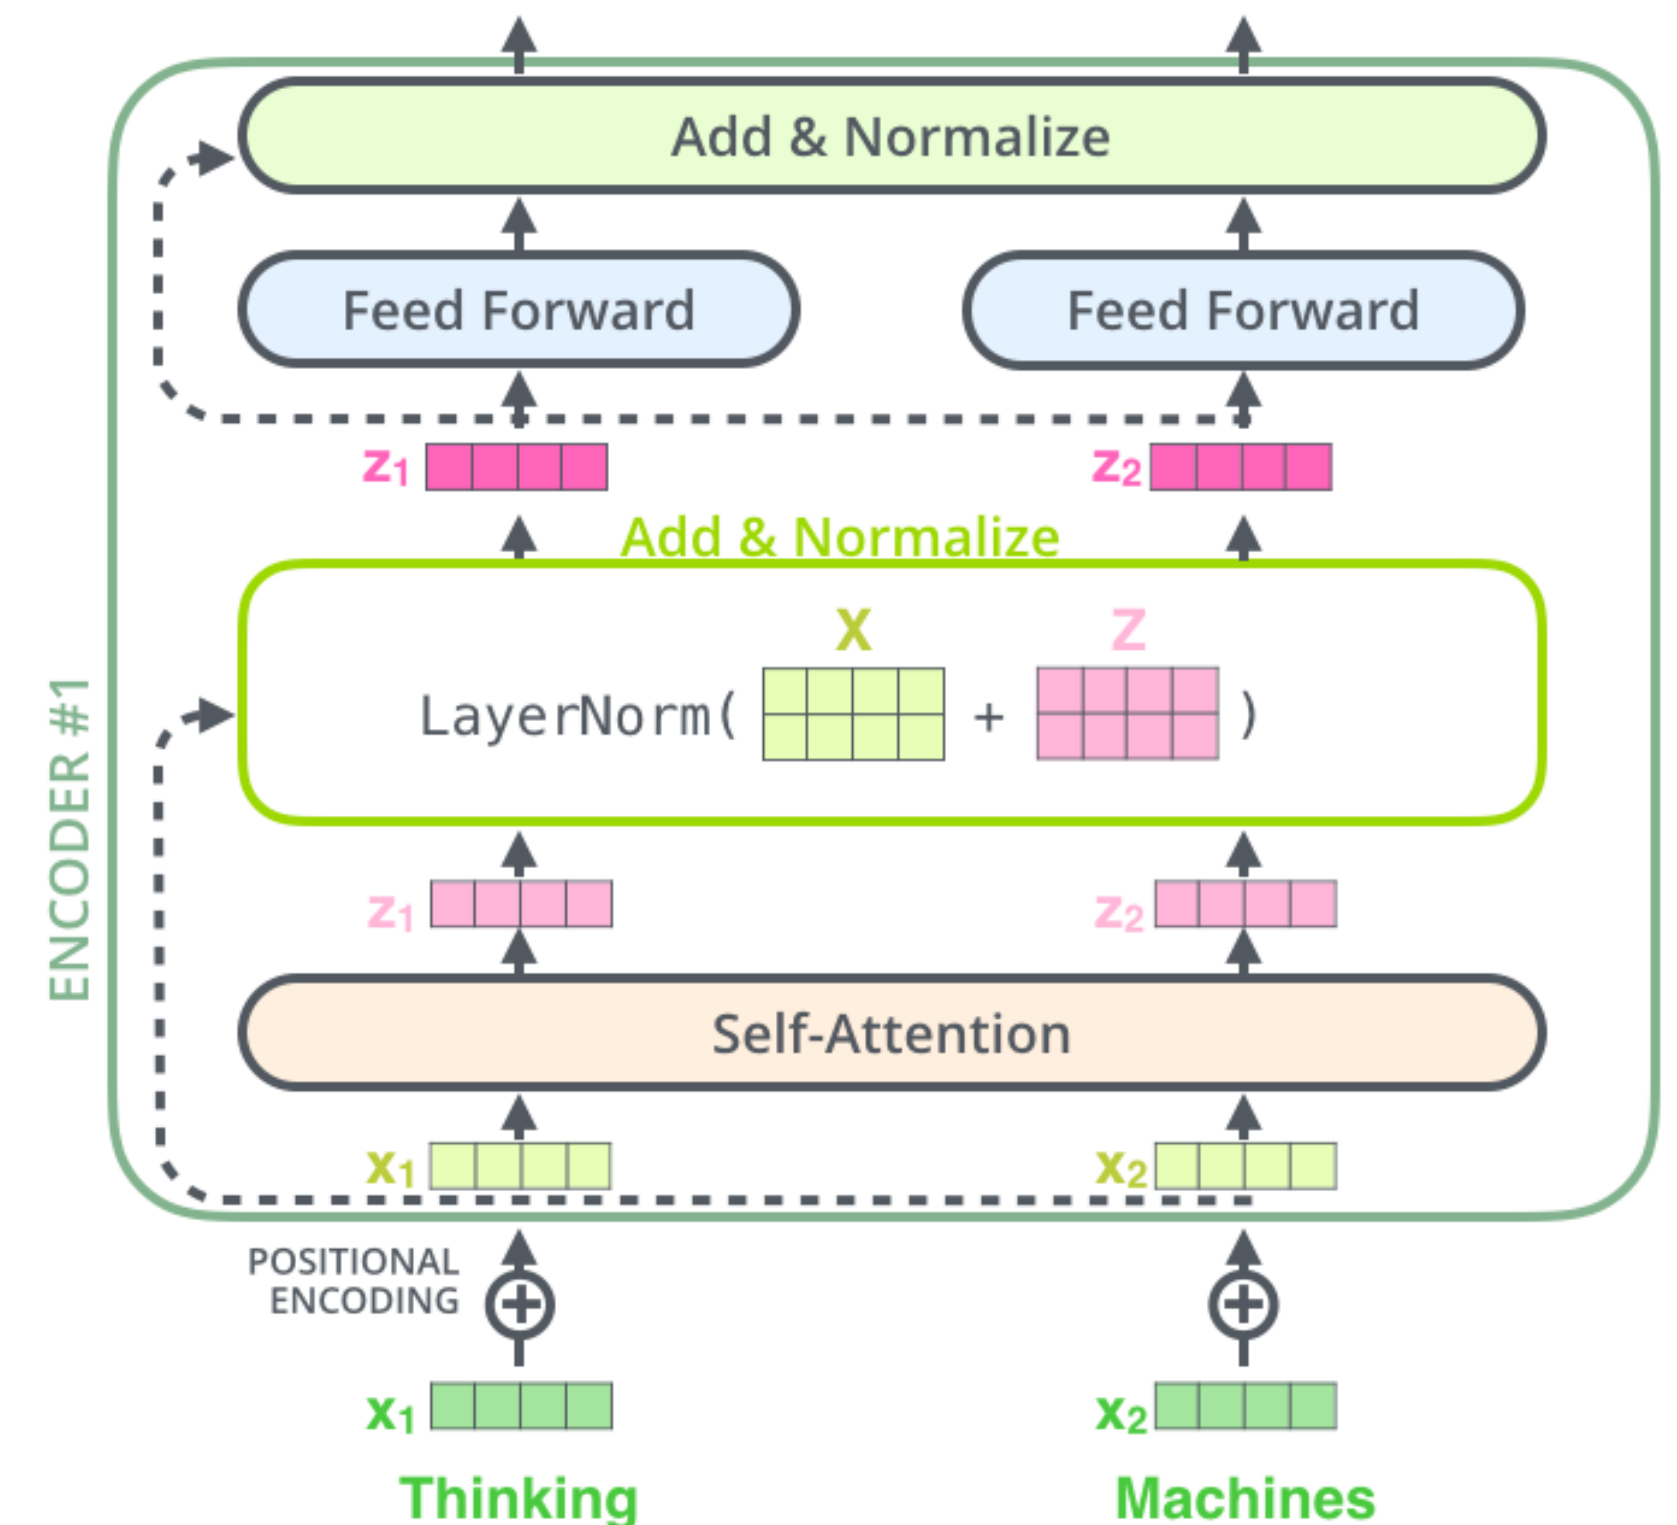 Add & Normalize
Feed Forward
Feed Forward
z1
z2
Add & Normalize
X
Z
LayerNorm(
+
)
ENCODER #1
z1
z2
Self-Attention
x1
x2
POSITIONAL
ENCODING
x1
x2
Thinking
Machines